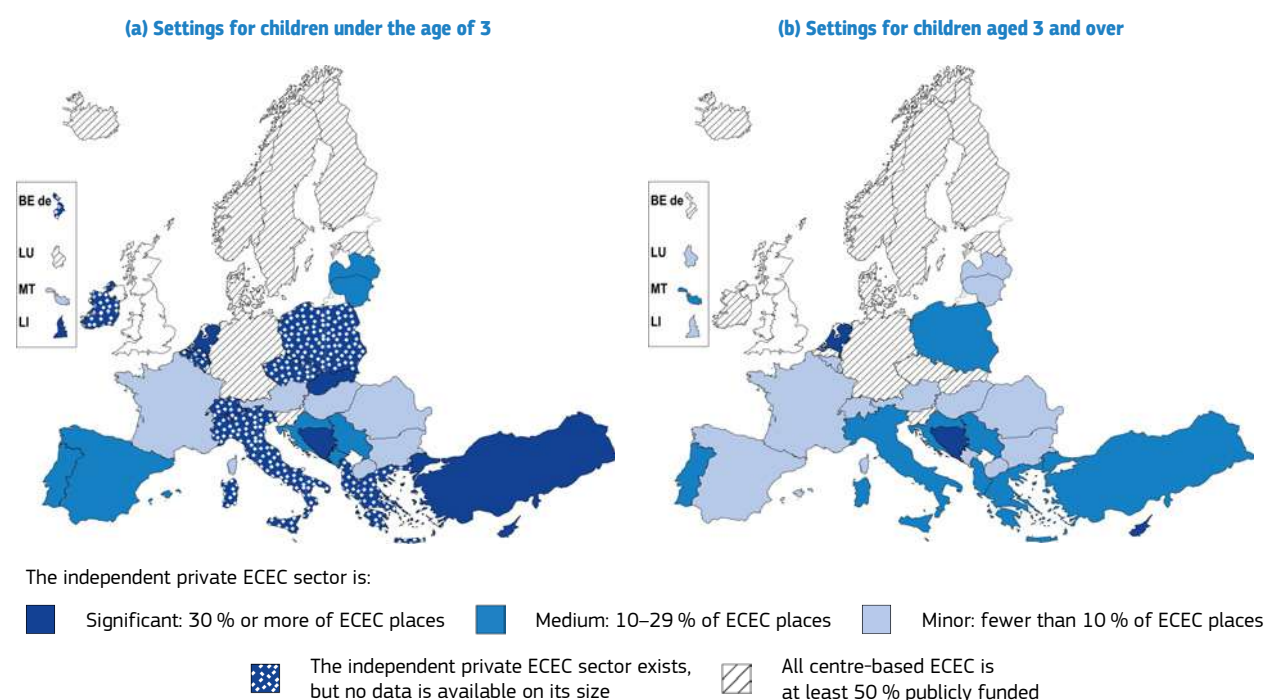 (a) Settings for children under the age of 3
(b) Settings for children aged 3 and over
BE de
LU
MT
LI
BE de
LU
MT
LI
The independent private ECEC sector is:
Significant: 30 % or more of ECEC places
Medium: 10–29 % of ECEC places
Minor: fewer than 10 % of ECEC places
The independent private ECEC sector exists,
but no data is available on its size
All centre-based ECEC is
at least 50 % publicly funded